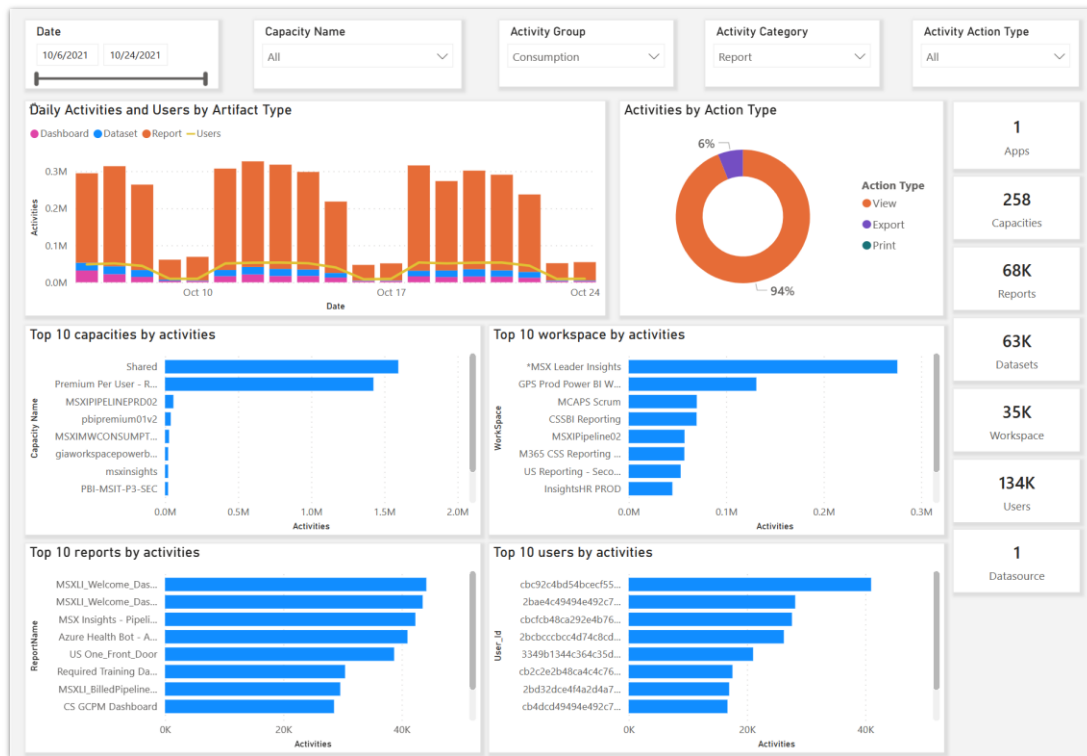 Date
10/6/2021 10/24/2021
Capacity Name
All
Activity Group
Consumption
Activity Category
Report
Activity Action Type
All
Daily Activities and Users by Artifact Type
Dashboard Dataset Report Users
Activities
0.3M
0.2M
0.1M
0.0M
Oct 10 Oct 17 Oct 24
Date
Activities by Action Type
6%
94%
Action Type
View
Export
Print
1
Apps
258
Capacities
68K
Reports
63K
Datasets
35K
Workspace
134K
Users
1
Datasource
Top 10 capacities by activities
Capacity Name
Shared
Premium Per User - R...
MSXIPIPELINEPRD02
pbipremium01v2
MSXIMWCONSUMPT...
giaworkspacepowerb...
msxinsights
PBI-MSIT-P3-SEC
0.0M 0.5M 1.0M 1.5M 2.0M
Activities
Top 10 workspace by activities
WorkSpace
*MSX Leader Insights
GPS Prod Power BI W...
MCAPS Scrum
CSSBI Reporting
MSXIPipeline02
M365 CSS Reporting ...
US Reporting - Seco...
InsightsHR PROD
0.0M 0.1M 0.2M 0.3M
Activities
Top 10 reports by activities
ReportName
MSXLI_Welcome_Das...
MSXLI_Welcome_Das...
MSX Insights - Pipeli...
Azure Health Bot - A...
US One_Front_Door
Required Training Da...
MSXLI_BilledPipeline...
CS GCPM Dashboard
0K 20K 40K
Activities
Top 10 users by activities
User_Id
cbc92c4bd54bcecf55...
2bae4c49494e492c7...
cbcfcb48ca292e4b76...
2bcbcccbcc4d74c8cd...
3349b1344c364c35d...
cb2c2e2b48ca4c4c76...
2bd32dce4f4a2d4a7...
cb4dcd49494e492c7...
0K 20K 40K
Activities